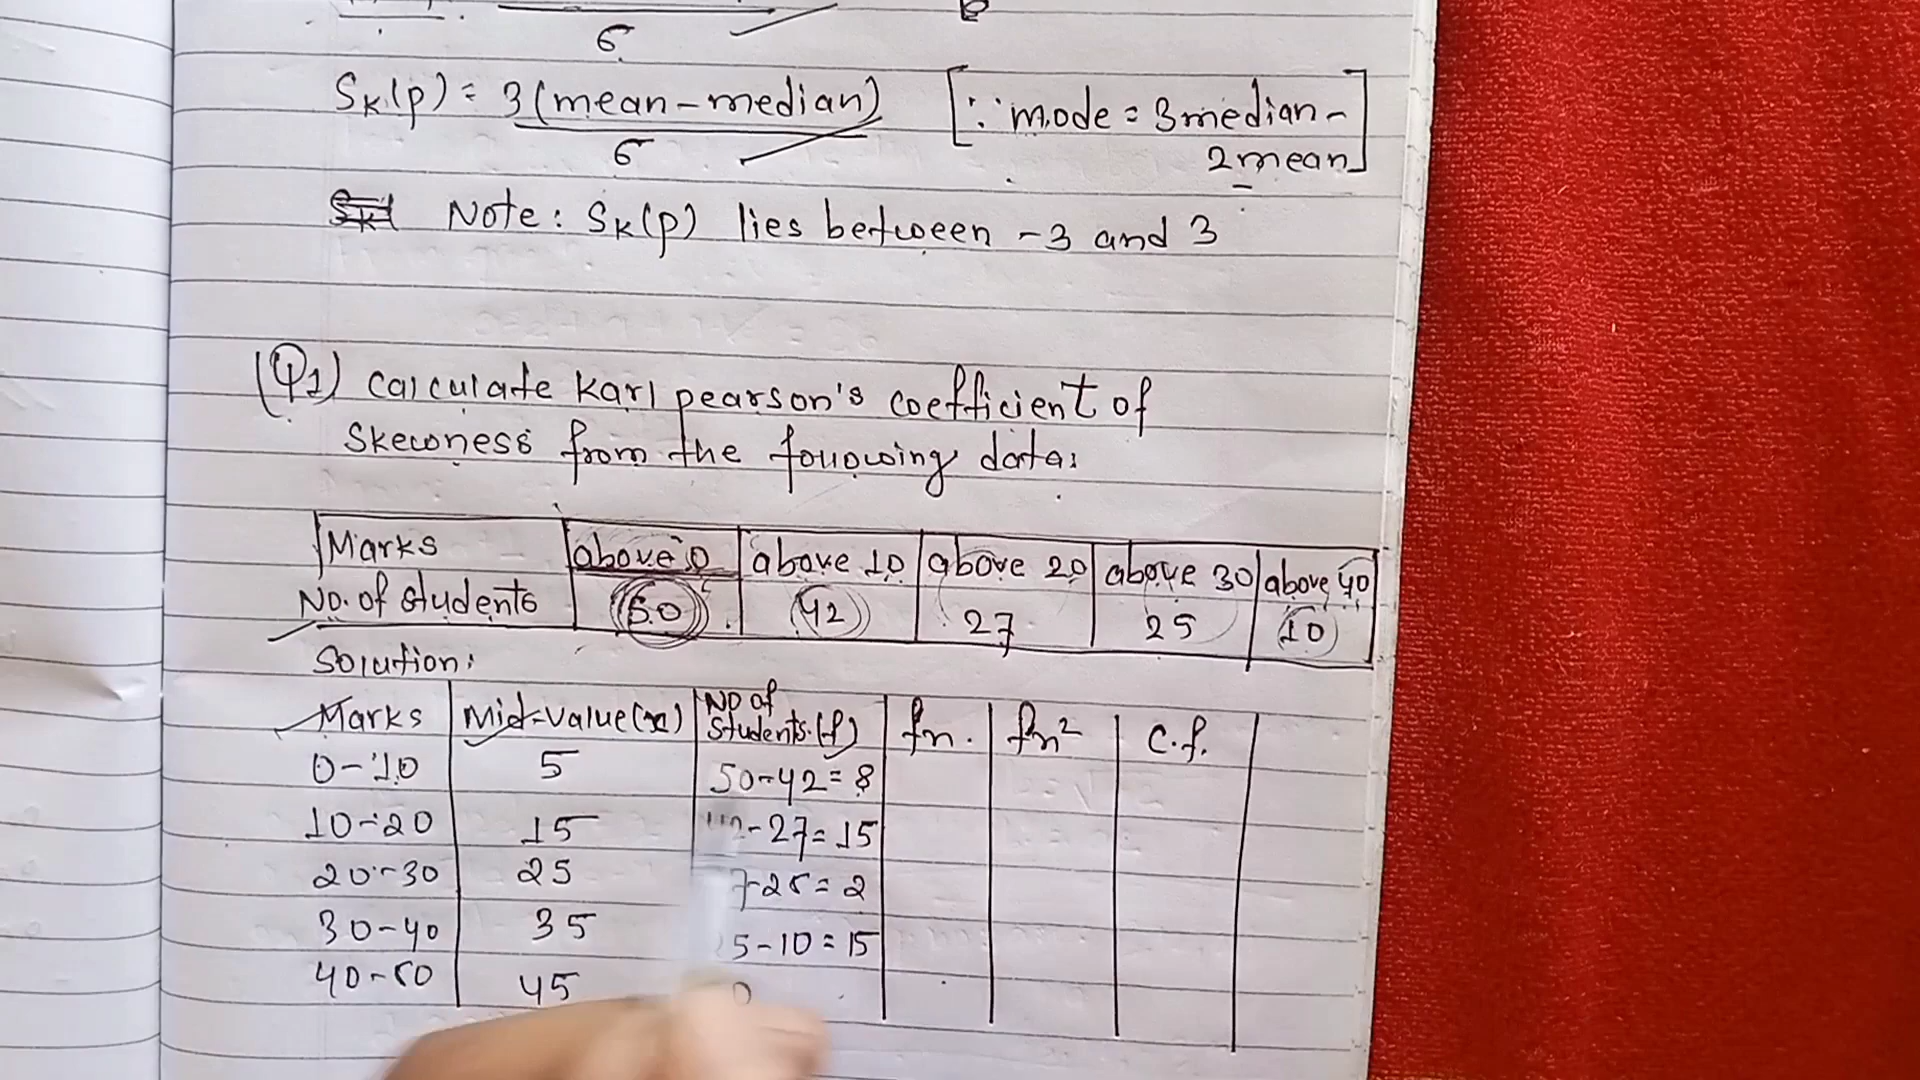 6
Sk(p) = 3(mean-median) [∵ mode = 3median-
6 2mean]
Note: Sk(p) lies between -3 and 3
(Q1) calculate Karl pearson's coefficient of
Skewness from the following data:
Marks above 0 above 10 above 20 above 30 above 40
No. of students 50 42 27 25 10
Solution:
Marks Mid-value(x) No of Students (f) fx. fx² c.f.
0-10 5 50-42=8
10-20 15 -27=15
20-30 25 7-25=2
30-40 35 5-10=15
40-50 45 0